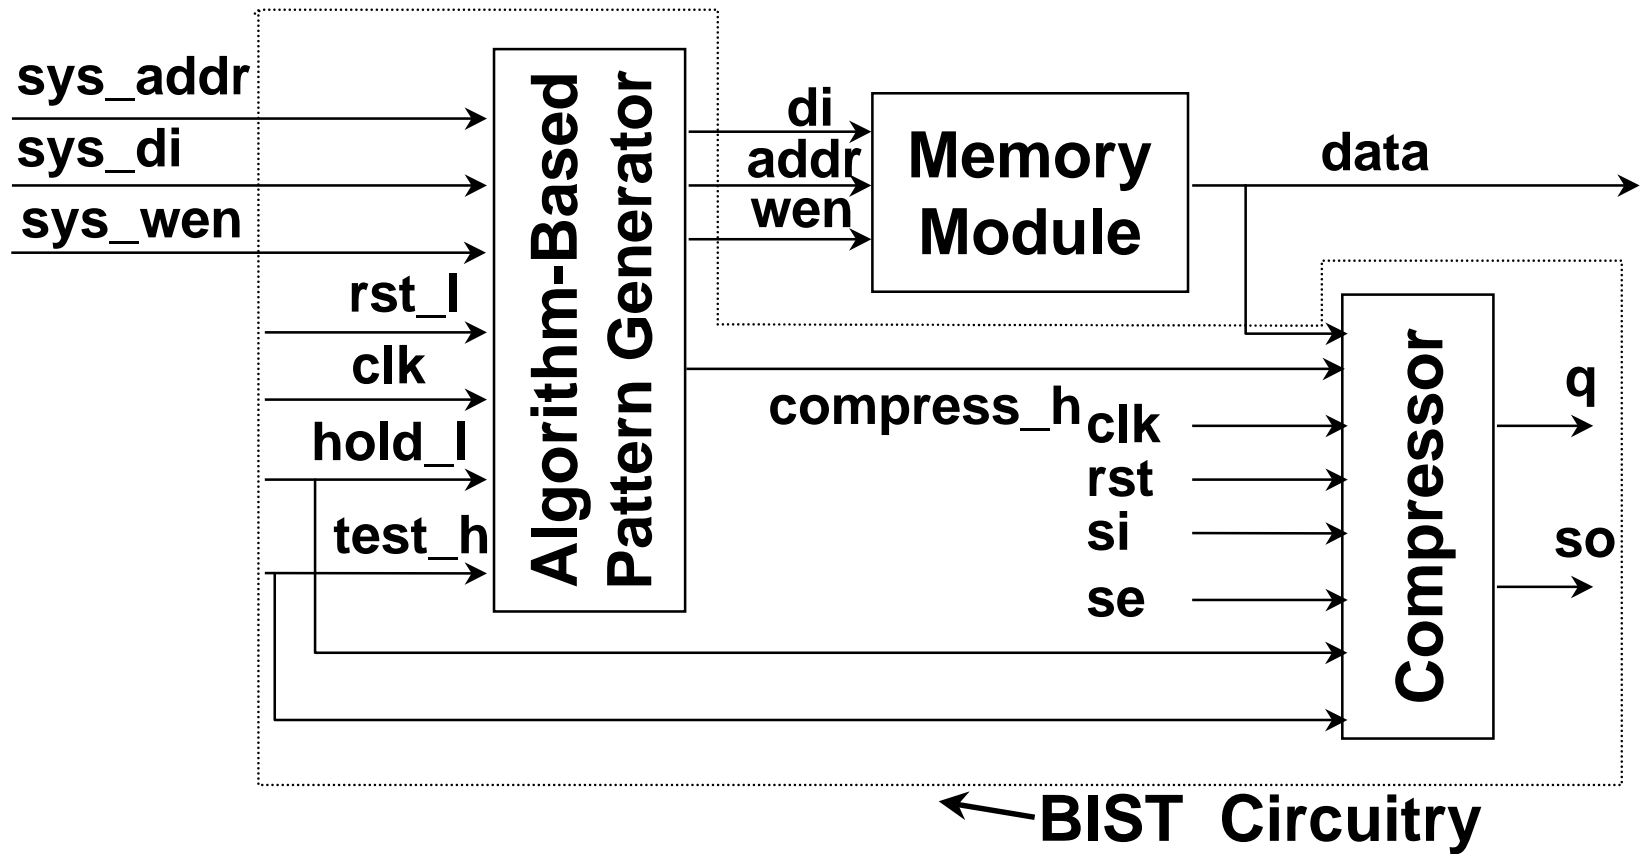 sys_addr
sys_di
sys_wen
rst_l
clk
hold_l
test_h
Algorithm-Based
Pattern Generator
di
addr
wen
Memory
Module
data
compress_h
clk
rst
si
se
Compressor
q
so
BIST Circuitry